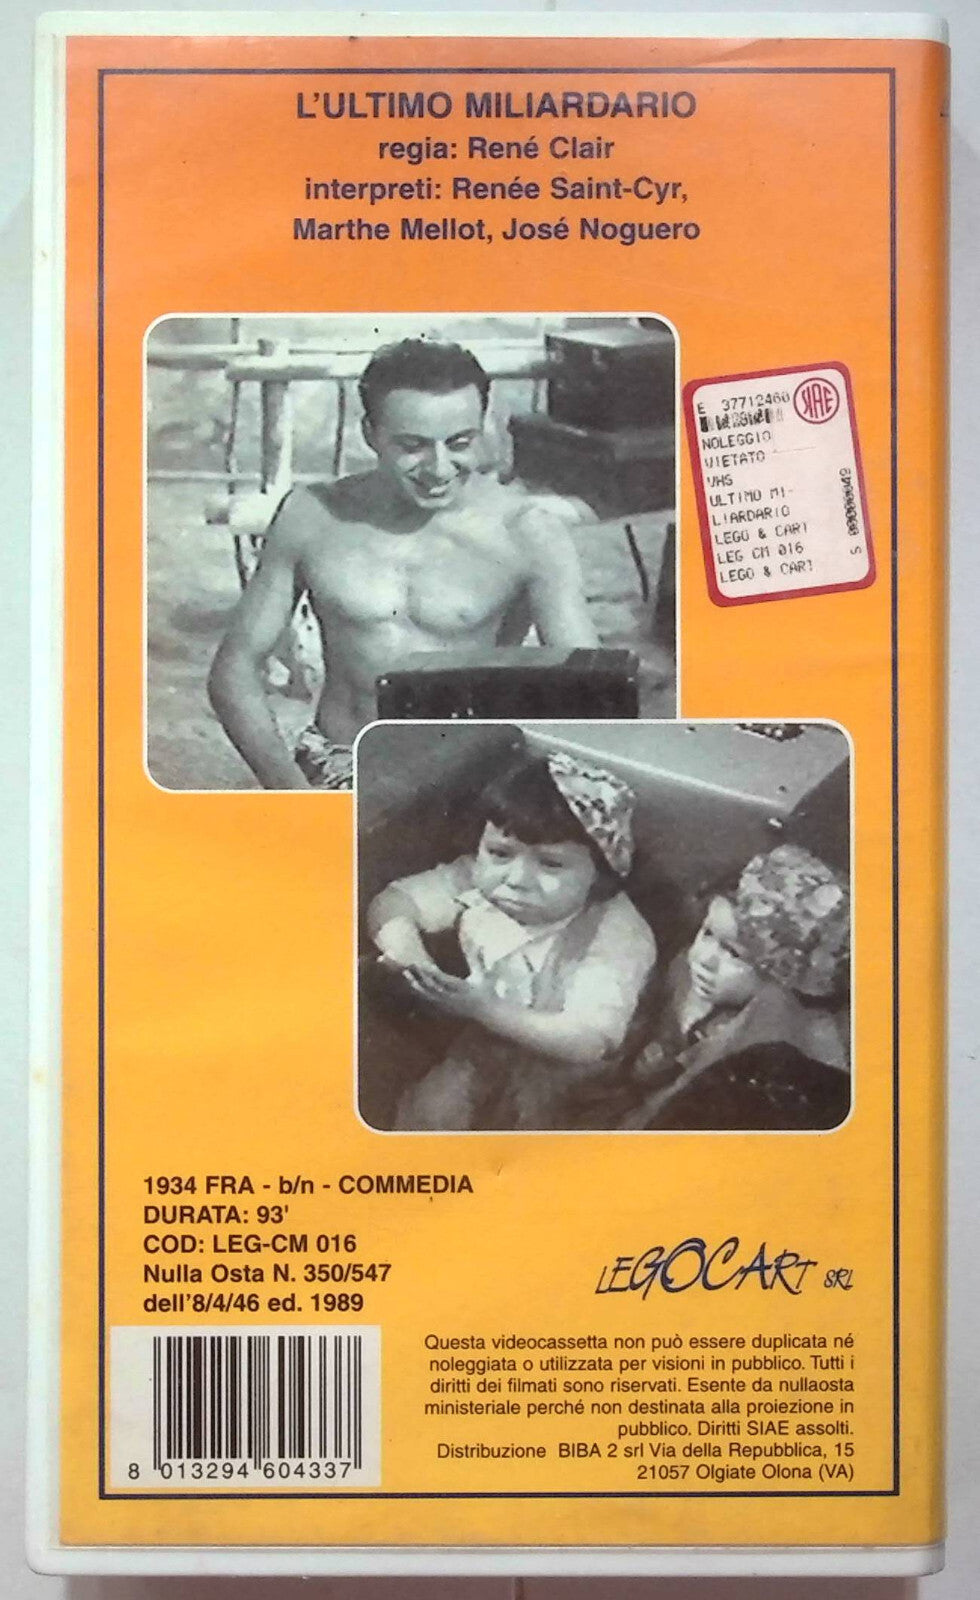 L'ULTIMO MILIARDARIO
regia: René Clair
interpreti: Renée Saint-Cyr,
Marthe Mellot, José Noguero
E 37712460
SIAE
NOLEGGIO
VIETATO
VHS
ULTIMO MI-
LIARDARIO
LEGO & CART
LEG CM 016
LEGO & CART
S 000000649
1934 FRA - b/n - COMMEDIA
DURATA: 93'
COD: LEG-CM 016
Nulla Osta N. 350/547
dell'8/4/46 ed. 1989
LEGOCART SRL
Questa videocassetta non può essere duplicata né
noleggiata o utilizzata per visioni in pubblico. Tutti i
diritti dei filmati sono riservati. Esente da nullaosta
ministeriale perché non destinata alla proiezione in
pubblico. Diritti SIAE assolti.
Distribuzione BIBA 2 srl Via della Repubblica, 15
21057 Olgiate Olona (VA)
8 013294 604337